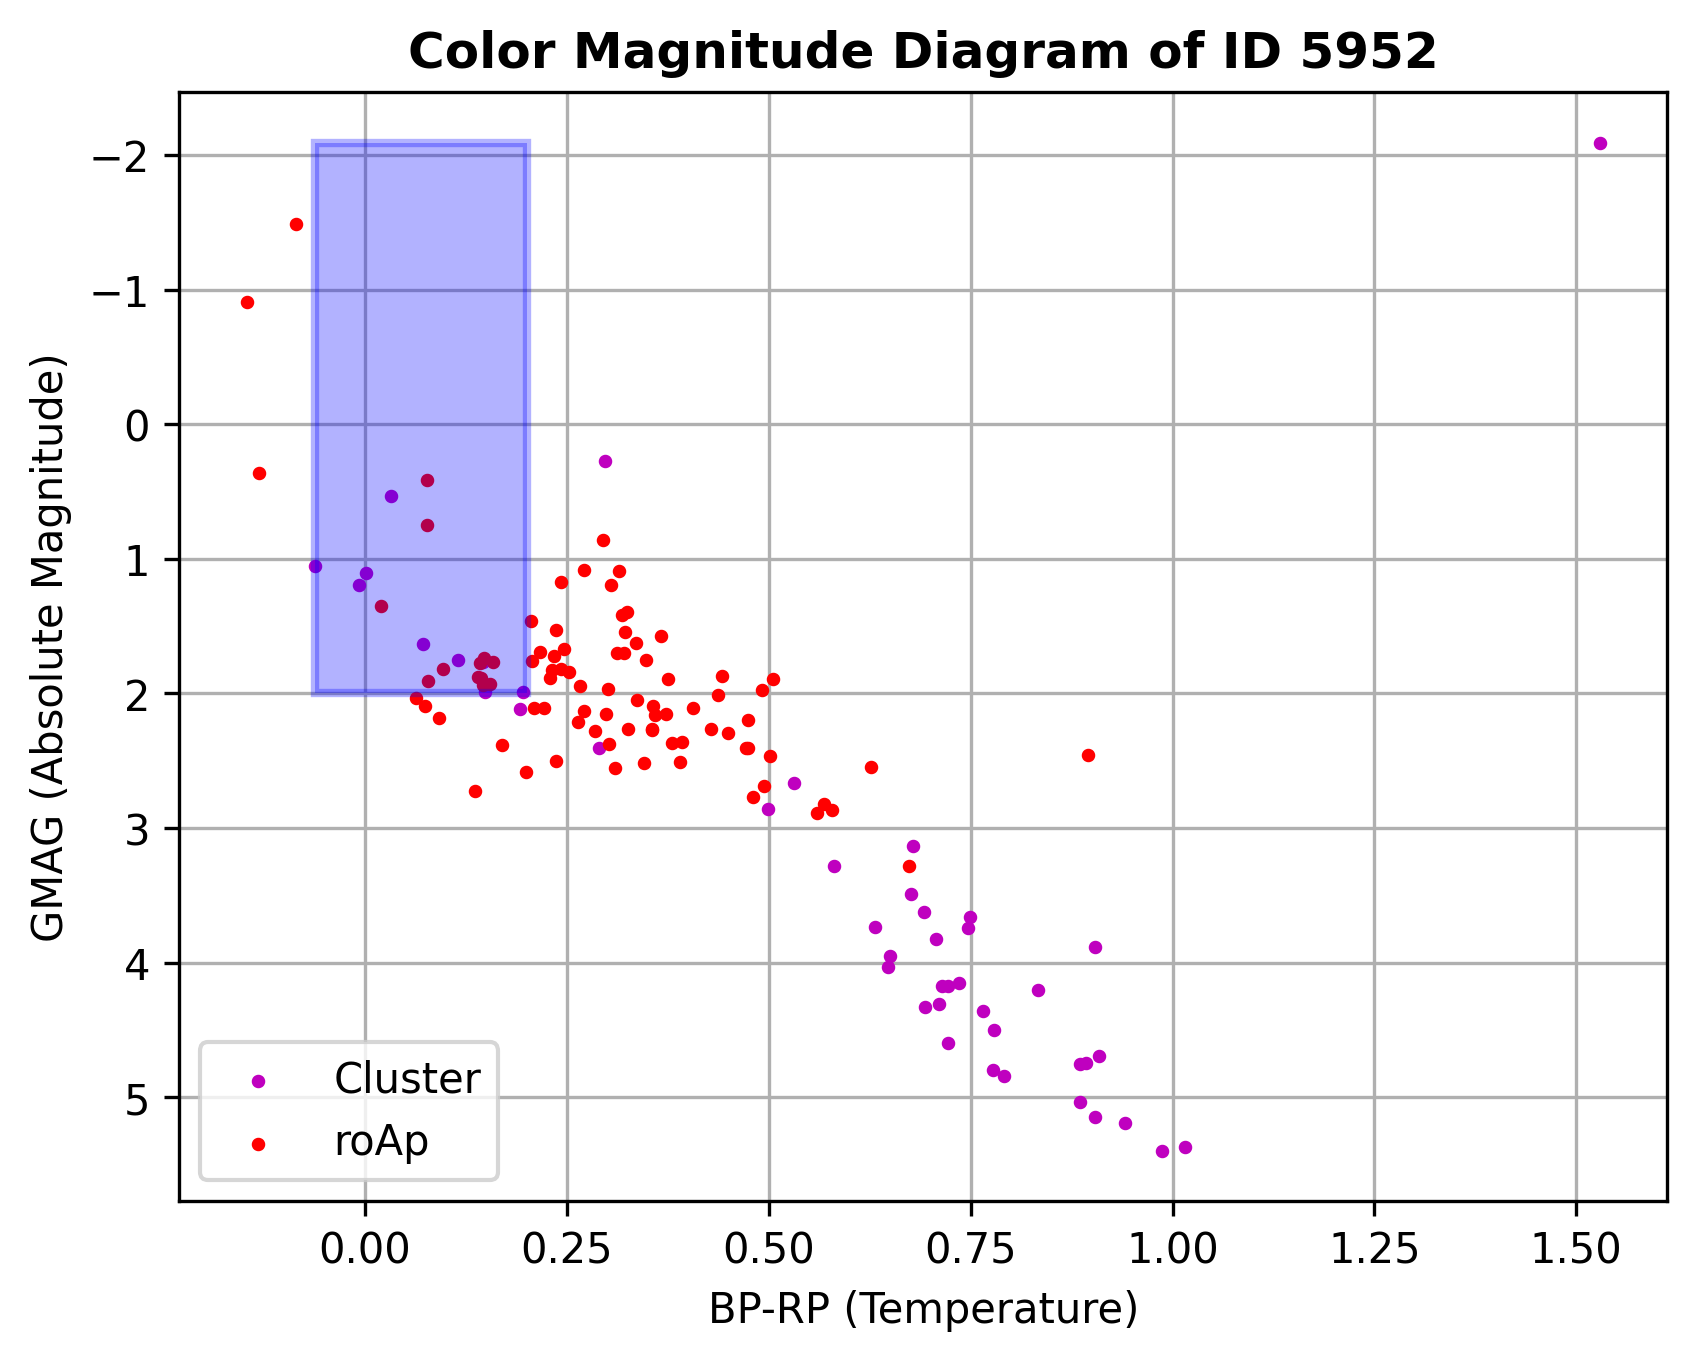 Color Magnitude Diagram of ID 5952
−2
−1
0
1
2
3
4
5
GMAG (Absolute Magnitude)
Cluster
roAp
0.00 0.25 0.50 0.75 1.00 1.25 1.50
BP-RP (Temperature)